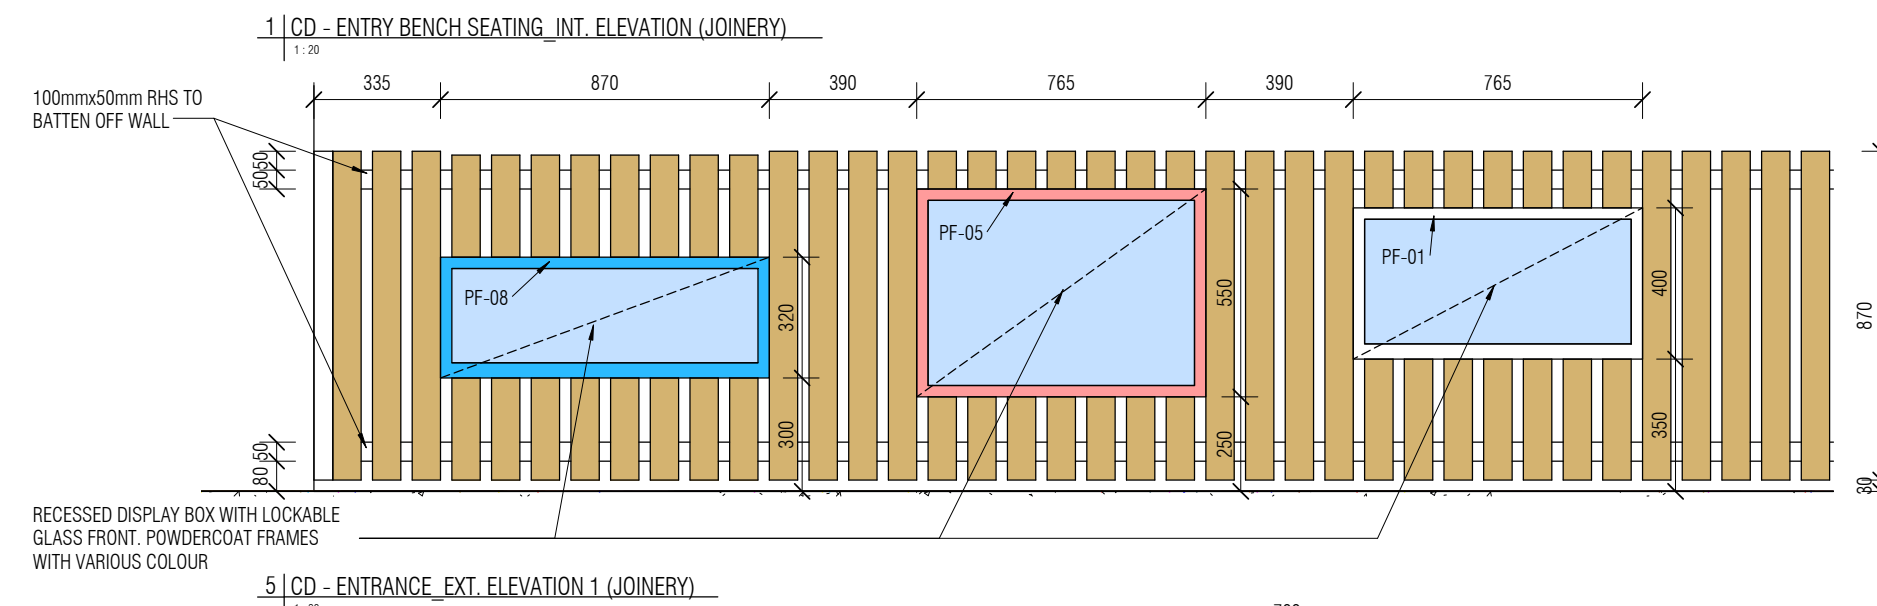 1 CD - ENTRY BENCH SEATING_INT. ELEVATION (JOINERY)
1 : 20
335 870 390 765 390 765
100mmx50mm RHS TO
BATTEN OFF WALL
50 50
PF-05
PF-01
PF-08
320
550
400
870
300
250
350
80 50
30
RECESSED DISPLAY BOX WITH LOCKABLE
GLASS FRONT. POWDERCOAT FRAMES
WITH VARIOUS COLOUR
5 CD - ENTRANCE_EXT. ELEVATION 1 (JOINERY)